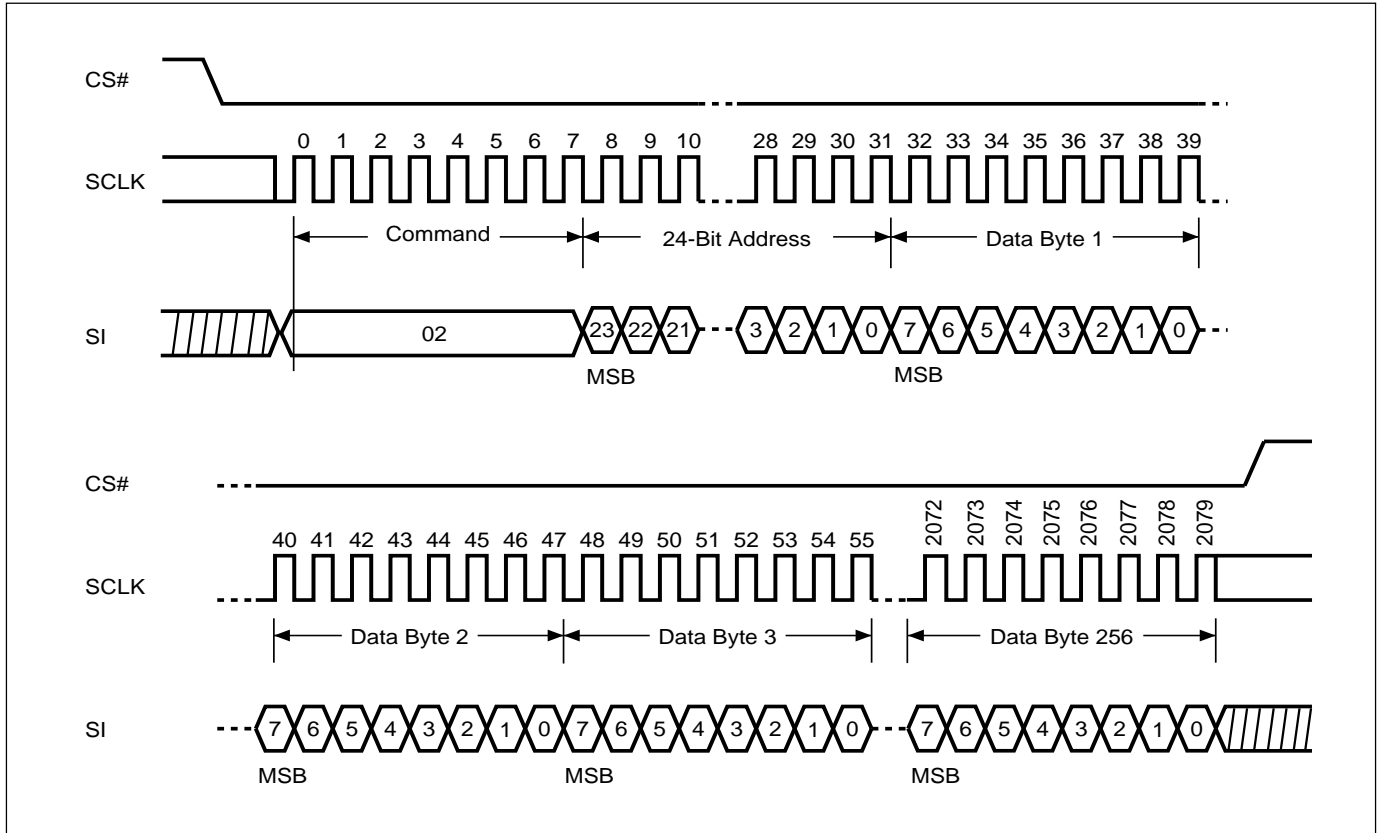 CS#
0 1 2 3 4 5 6 7 8 9 10 28 29 30 31 32 33 34 35 36 37 38 39
SCLK
Command 24-Bit Address Data Byte 1
SI 02 23 22 21 3 2 1 0 7 6 5 4 3 2 1 0
MSB MSB
CS#
2072 2073 2074 2075 2076 2077 2078 2079
40 41 42 43 44 45 46 47 48 49 50 51 52 53 54 55
SCLK
Data Byte 2 Data Byte 3 Data Byte 256
SI 7 6 5 4 3 2 1 0 7 6 5 4 3 2 1 0 7 6 5 4 3 2 1 0
MSB MSB MSB